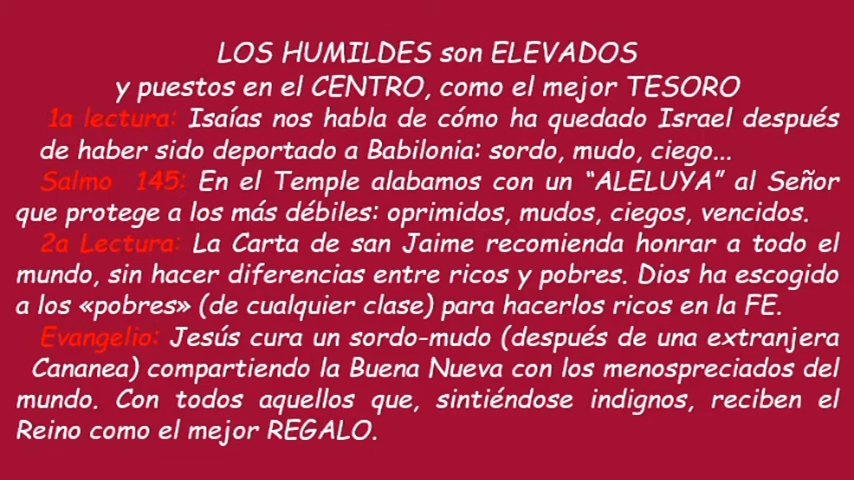 LOS HUMILDES son ELEVADOS
y puestos en el CENTRO, como el mejor TESORO
1a lectura: Isaías nos habla de cómo ha quedado Israel después
de haber sido deportado a Babilonia: sordo, mudo, ciego...
Salmo 145: En el Temple alabamos con un “ALELUYA” al Señor
que protege a los más débiles: oprimidos, mudos, ciegos, vencidos.
2a Lectura: La Carta de san Jaime recomienda honrar a todo el
mundo, sin hacer diferencias entre ricos y pobres. Dios ha escogido
a los «pobres» (de cualquier clase) para hacerlos ricos en la FE.
Evangelio: Jesús cura un sordo-mudo (después de una extranjera
Cananea) compartiendo la Buena Nueva con los menospreciados del
mundo. Con todos aquellos que, sintiéndose indignos, reciben el
Reino como el mejor REGALO.